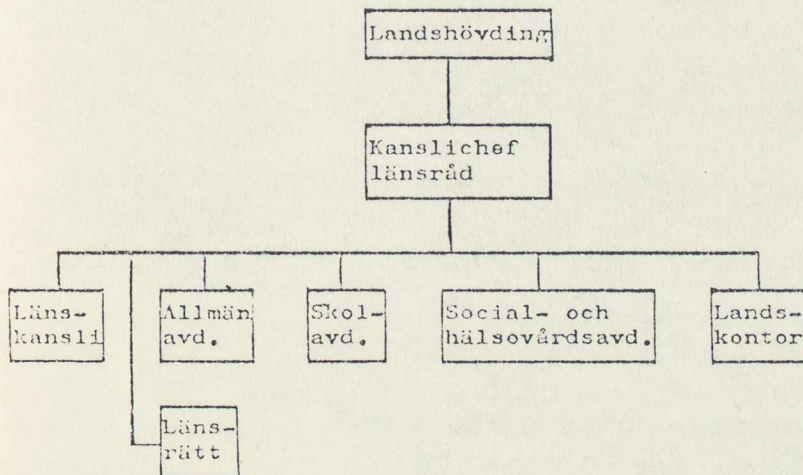 Landshövding
Kanslichef
länsråd
Läns-
kansli
Allmän
avd.
Skol-
avd.
Social- och
hälsovårdsavd.
Lands-
kontor
Läns-
rätt